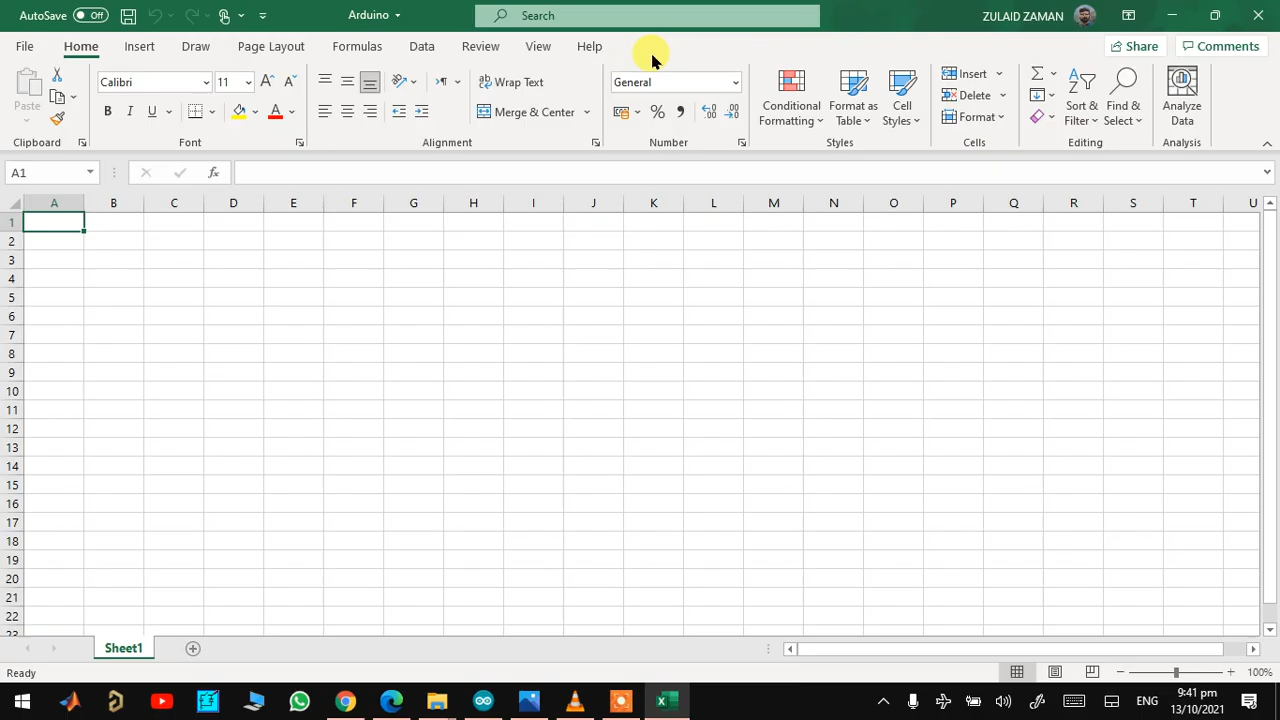 AutoSave Off Arduino Search ZULAID ZAMAN
File Home Insert Draw Page Layout Formulas Data Review View Help Share Comments
Paste Calibri 11 Wrap Text General Conditional Formatting Format as Table Cell Styles Insert Sort & Filter Find & Select Analyze Data
B I U Merge & Center % Delete
Format
Clipboard Font Alignment Number Styles Cells Editing Analysis
A1 fx
A B C D E F G H I J K L M N O P Q R S T U
1
2
3
4
5
6
7
8
9
10
11
12
13
14
15
16
17
18
19
20
21
22
23
Sheet1
Ready 100%
ENG 9:41 pm
13/10/2021